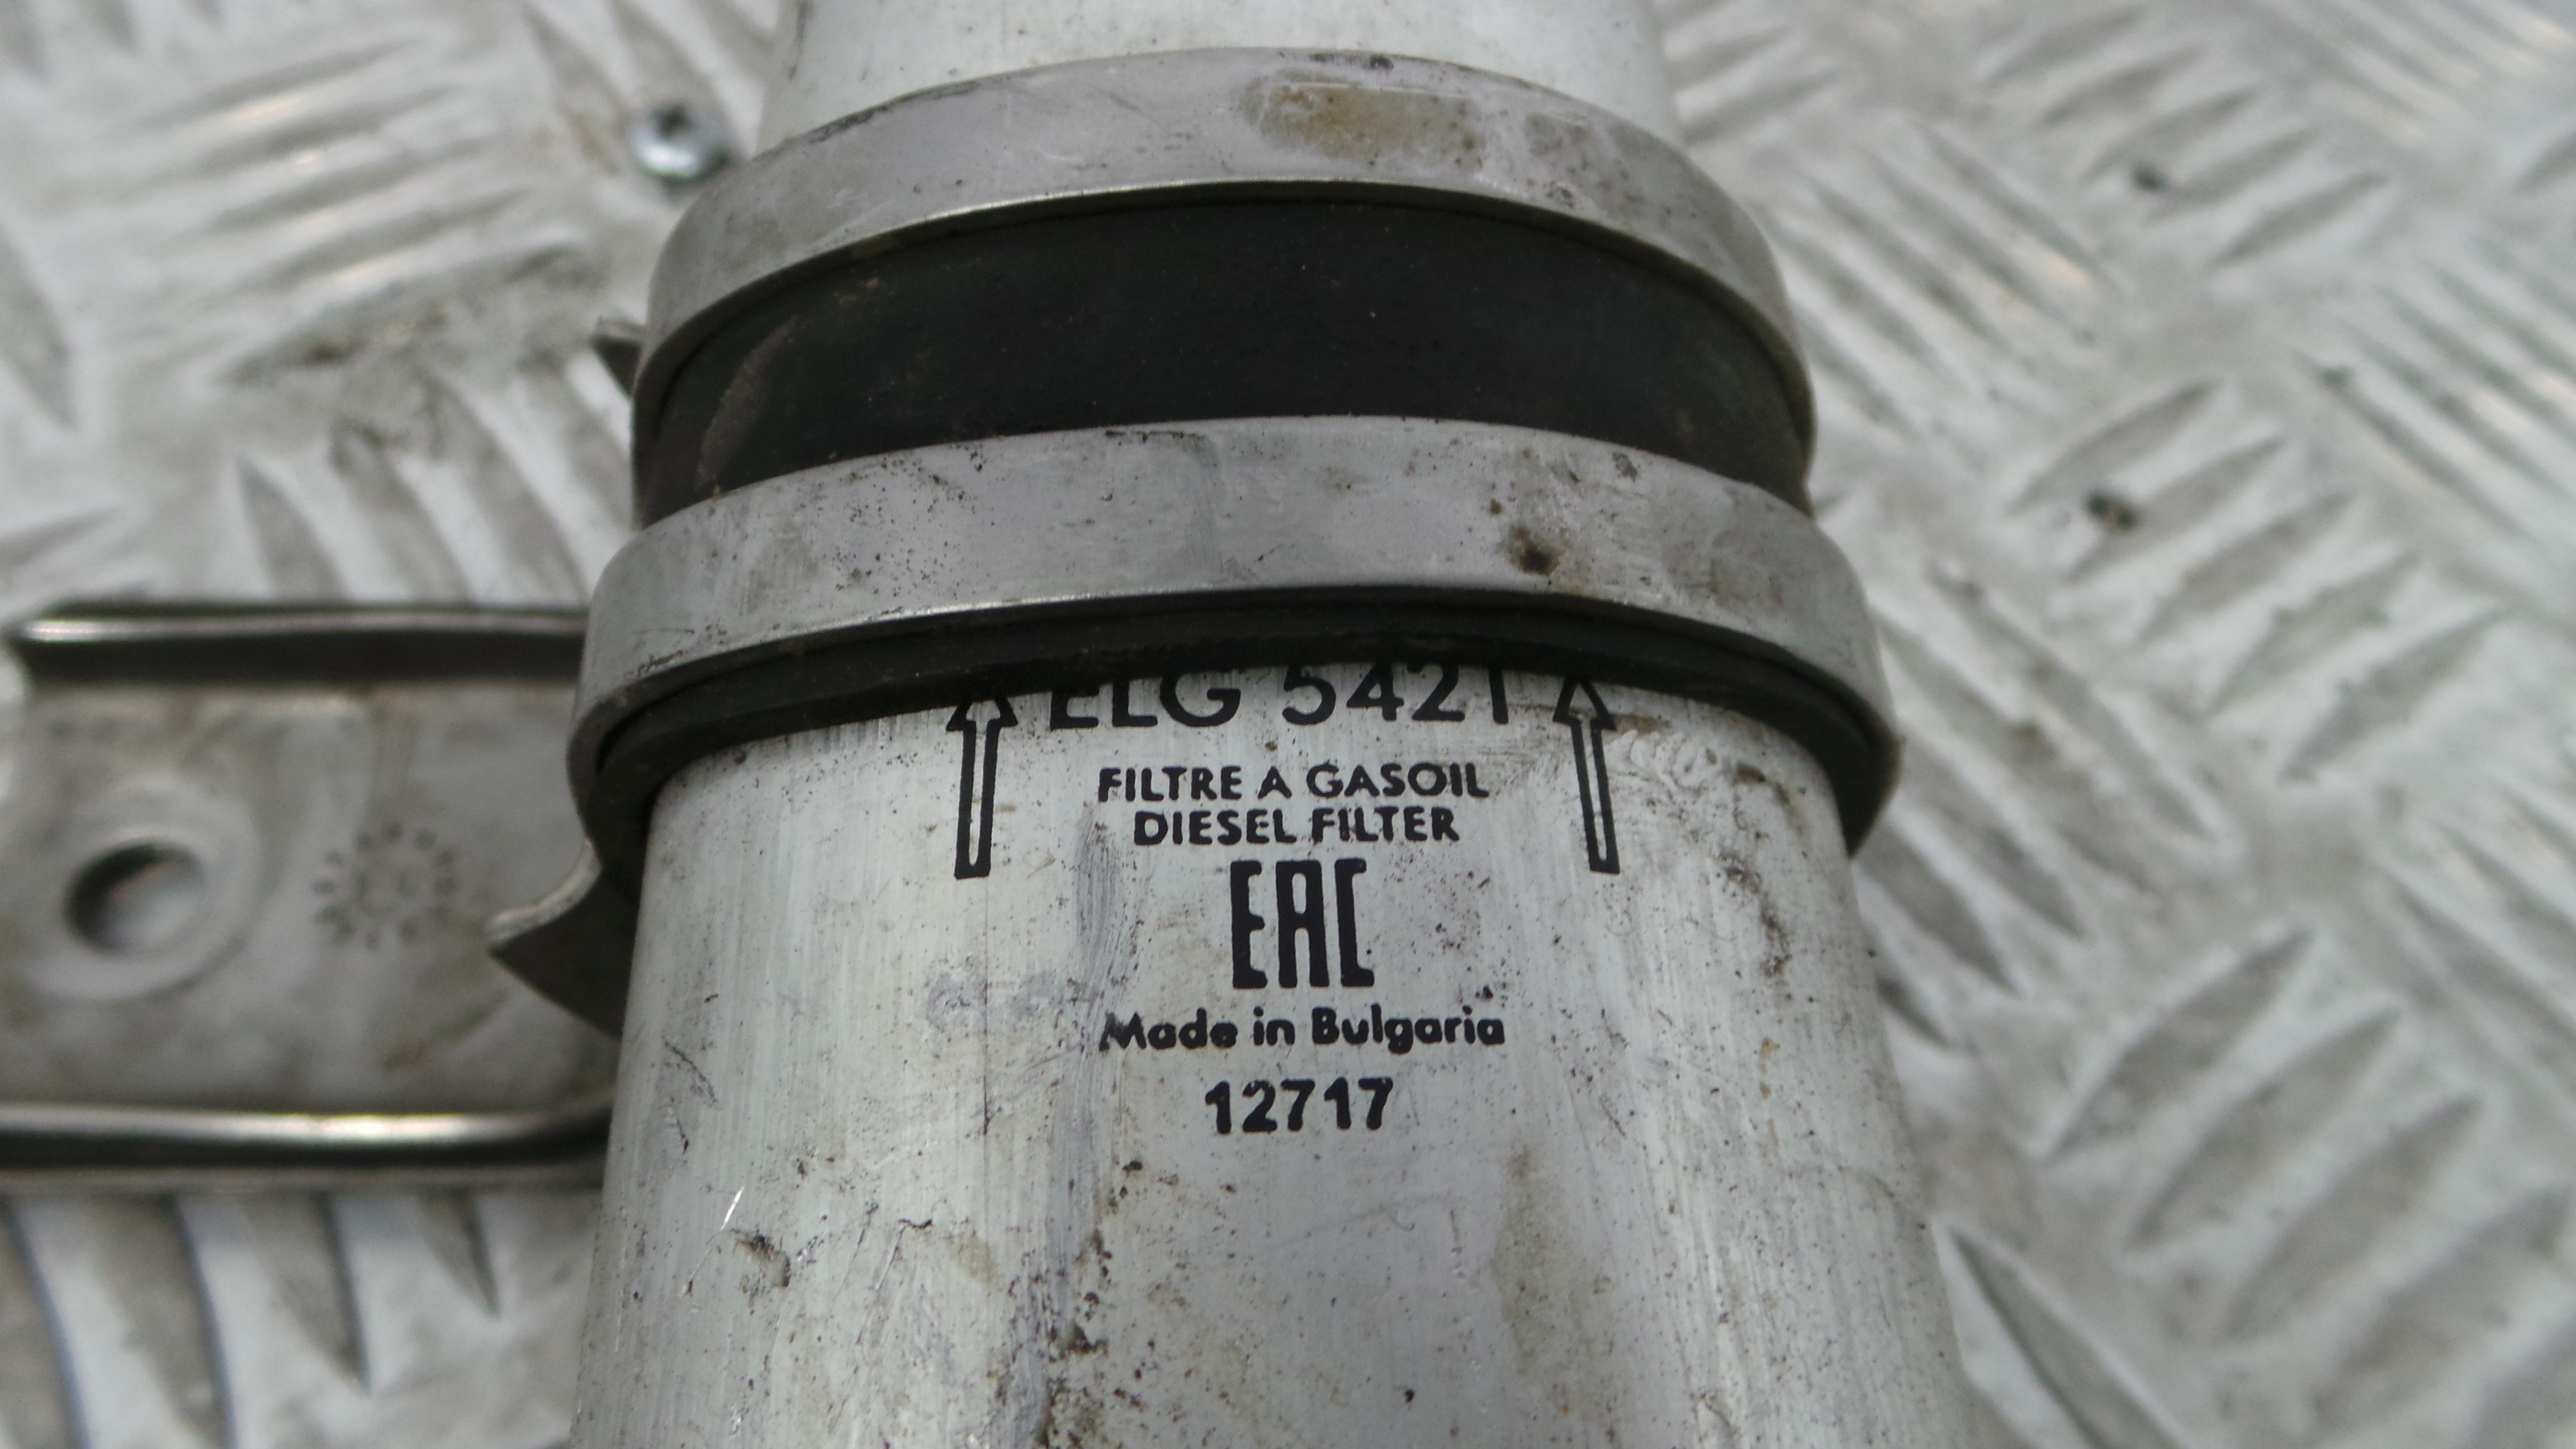 ELG 5421
FILTRE A GASOIL
DIESEL FILTER
EAC
Made in Bulgaria
12717